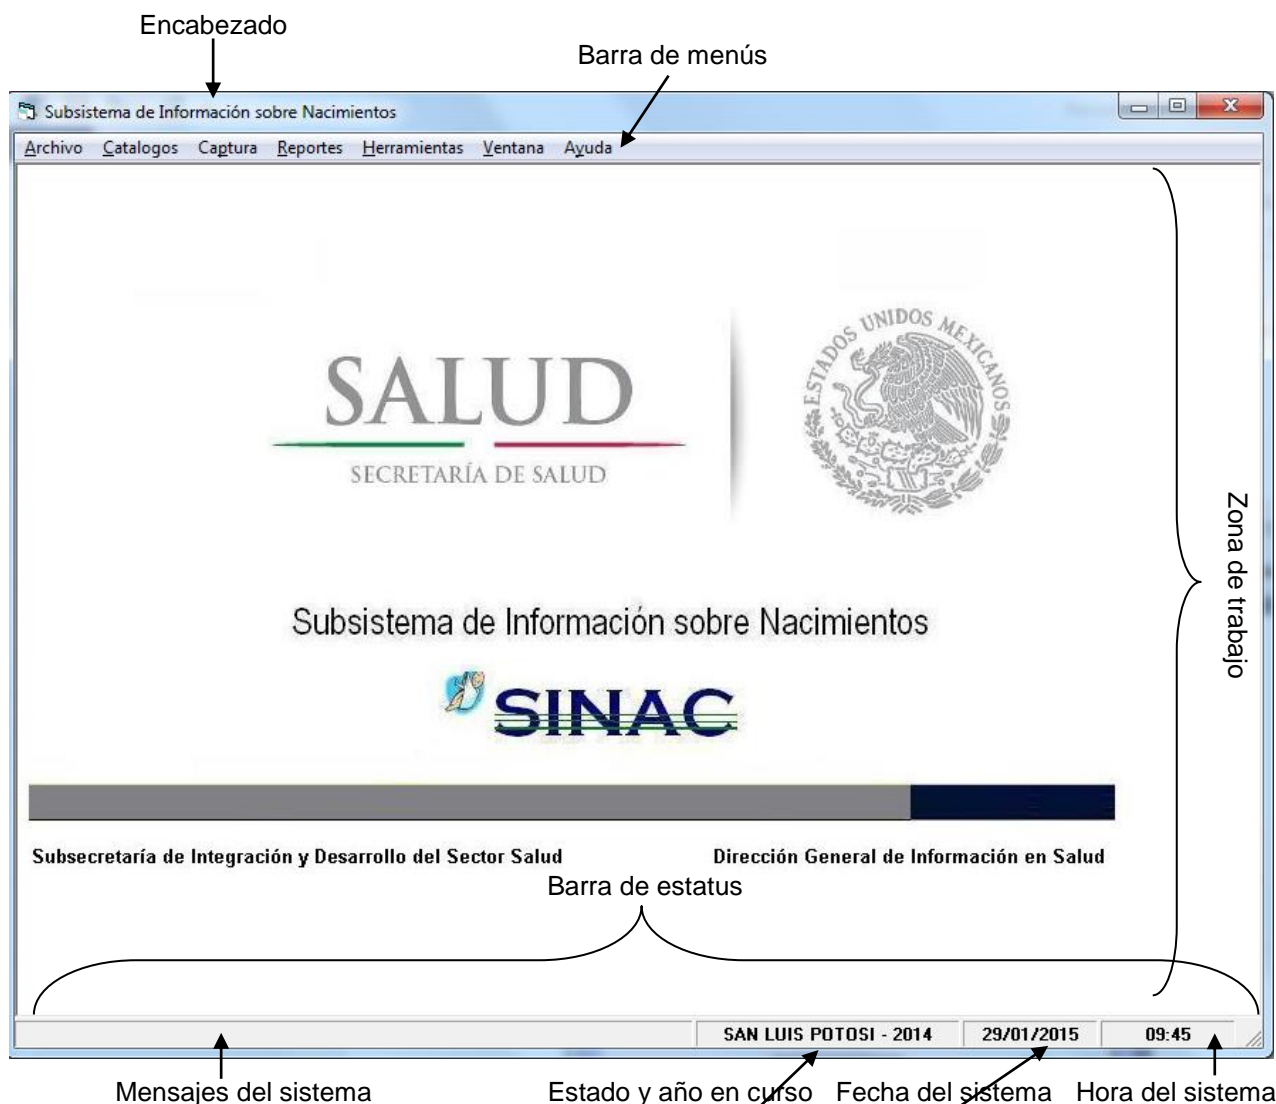 Encabezado
Barra de menús
Subsistema de Información sobre Nacimientos
Archivo Catalogos Captura Reportes Herramientas Ventana Ayuda
SALUD
SECRETARÍA DE SALUD
ESTADOS UNIDOS MEXICANOS
Zona de trabajo
Subsistema de Información sobre Nacimientos
SINAC
Subsecretaría de Integración y Desarrollo del Sector Salud Dirección General de Información en Salud
Barra de estatus
SAN LUIS POTOSI - 2014 29/01/2015 09:45
Mensajes del sistema Estado y año en curso Fecha del sistema Hora del sistema